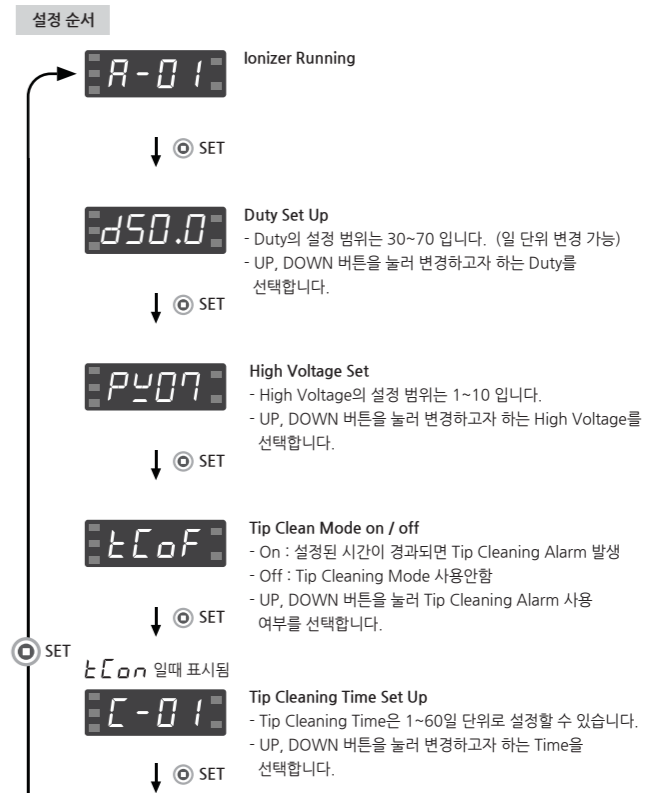 설정 순서
A-01
Ionizer Running
SET
d50.0
Duty Set Up
- Duty의 설정 범위는 30~70 입니다. (일 단위 변경 가능)
- UP, DOWN 버튼을 눌러 변경하고자 하는 Duty를
선택합니다.
SET
PV07
High Voltage Set
- High Voltage의 설정 범위는 1~10 입니다.
- UP, DOWN 버튼을 눌러 변경하고자 하는 High Voltage를
선택합니다.
SET
tCoF
Tip Clean Mode on / off
- On : 설정된 시간이 경과되면 Tip Cleaning Alarm 발생
- Off : Tip Cleaning Mode 사용안함
- UP, DOWN 버튼을 눌러 Tip Cleaning Alarm 사용
여부를 선택합니다.
SET
SET
tCon 일때 표시됨
C-01
Tip Cleaning Time Set Up
- Tip Cleaning Time은 1~60일 단위로 설정할 수 있습니다.
- UP, DOWN 버튼을 눌러 변경하고자 하는 Time을
선택합니다.
SET